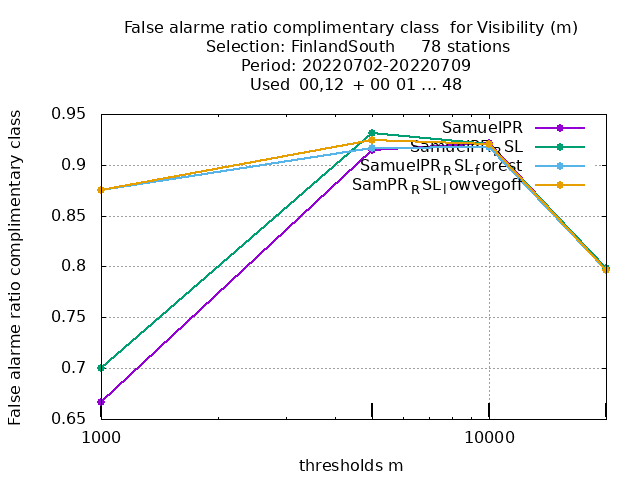 False alarme ratio complimentary class  for Visibility (m)
Selection: FinlandSouth     78 stations
Period: 20220702-20220709
Used  00,12  + 00 01 ... 48
False alarme ratio complimentary class
0.95
0.9
0.85
0.8
0.75
0.7
0.65
1000
10000
thresholds m
SamuelPR
SamuelPR_RSL
SamuelPR_RSL_forest
SamPR_RSL_lowvegoff